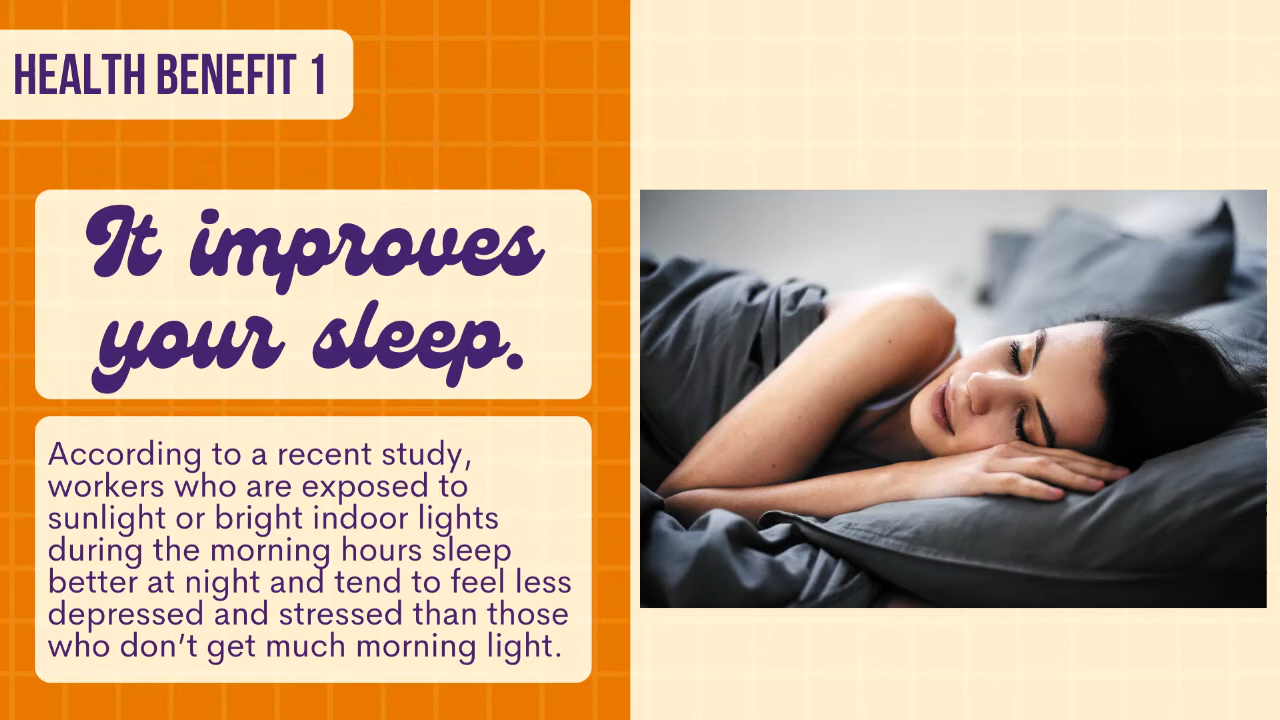 HEALTH BENEFIT 1
It improves
your sleep.
According to a recent study,
workers who are exposed to
sunlight or bright indoor lights
during the morning hours sleep
better at night and tend to feel less
depressed and stressed than those
who don’t get much morning light.